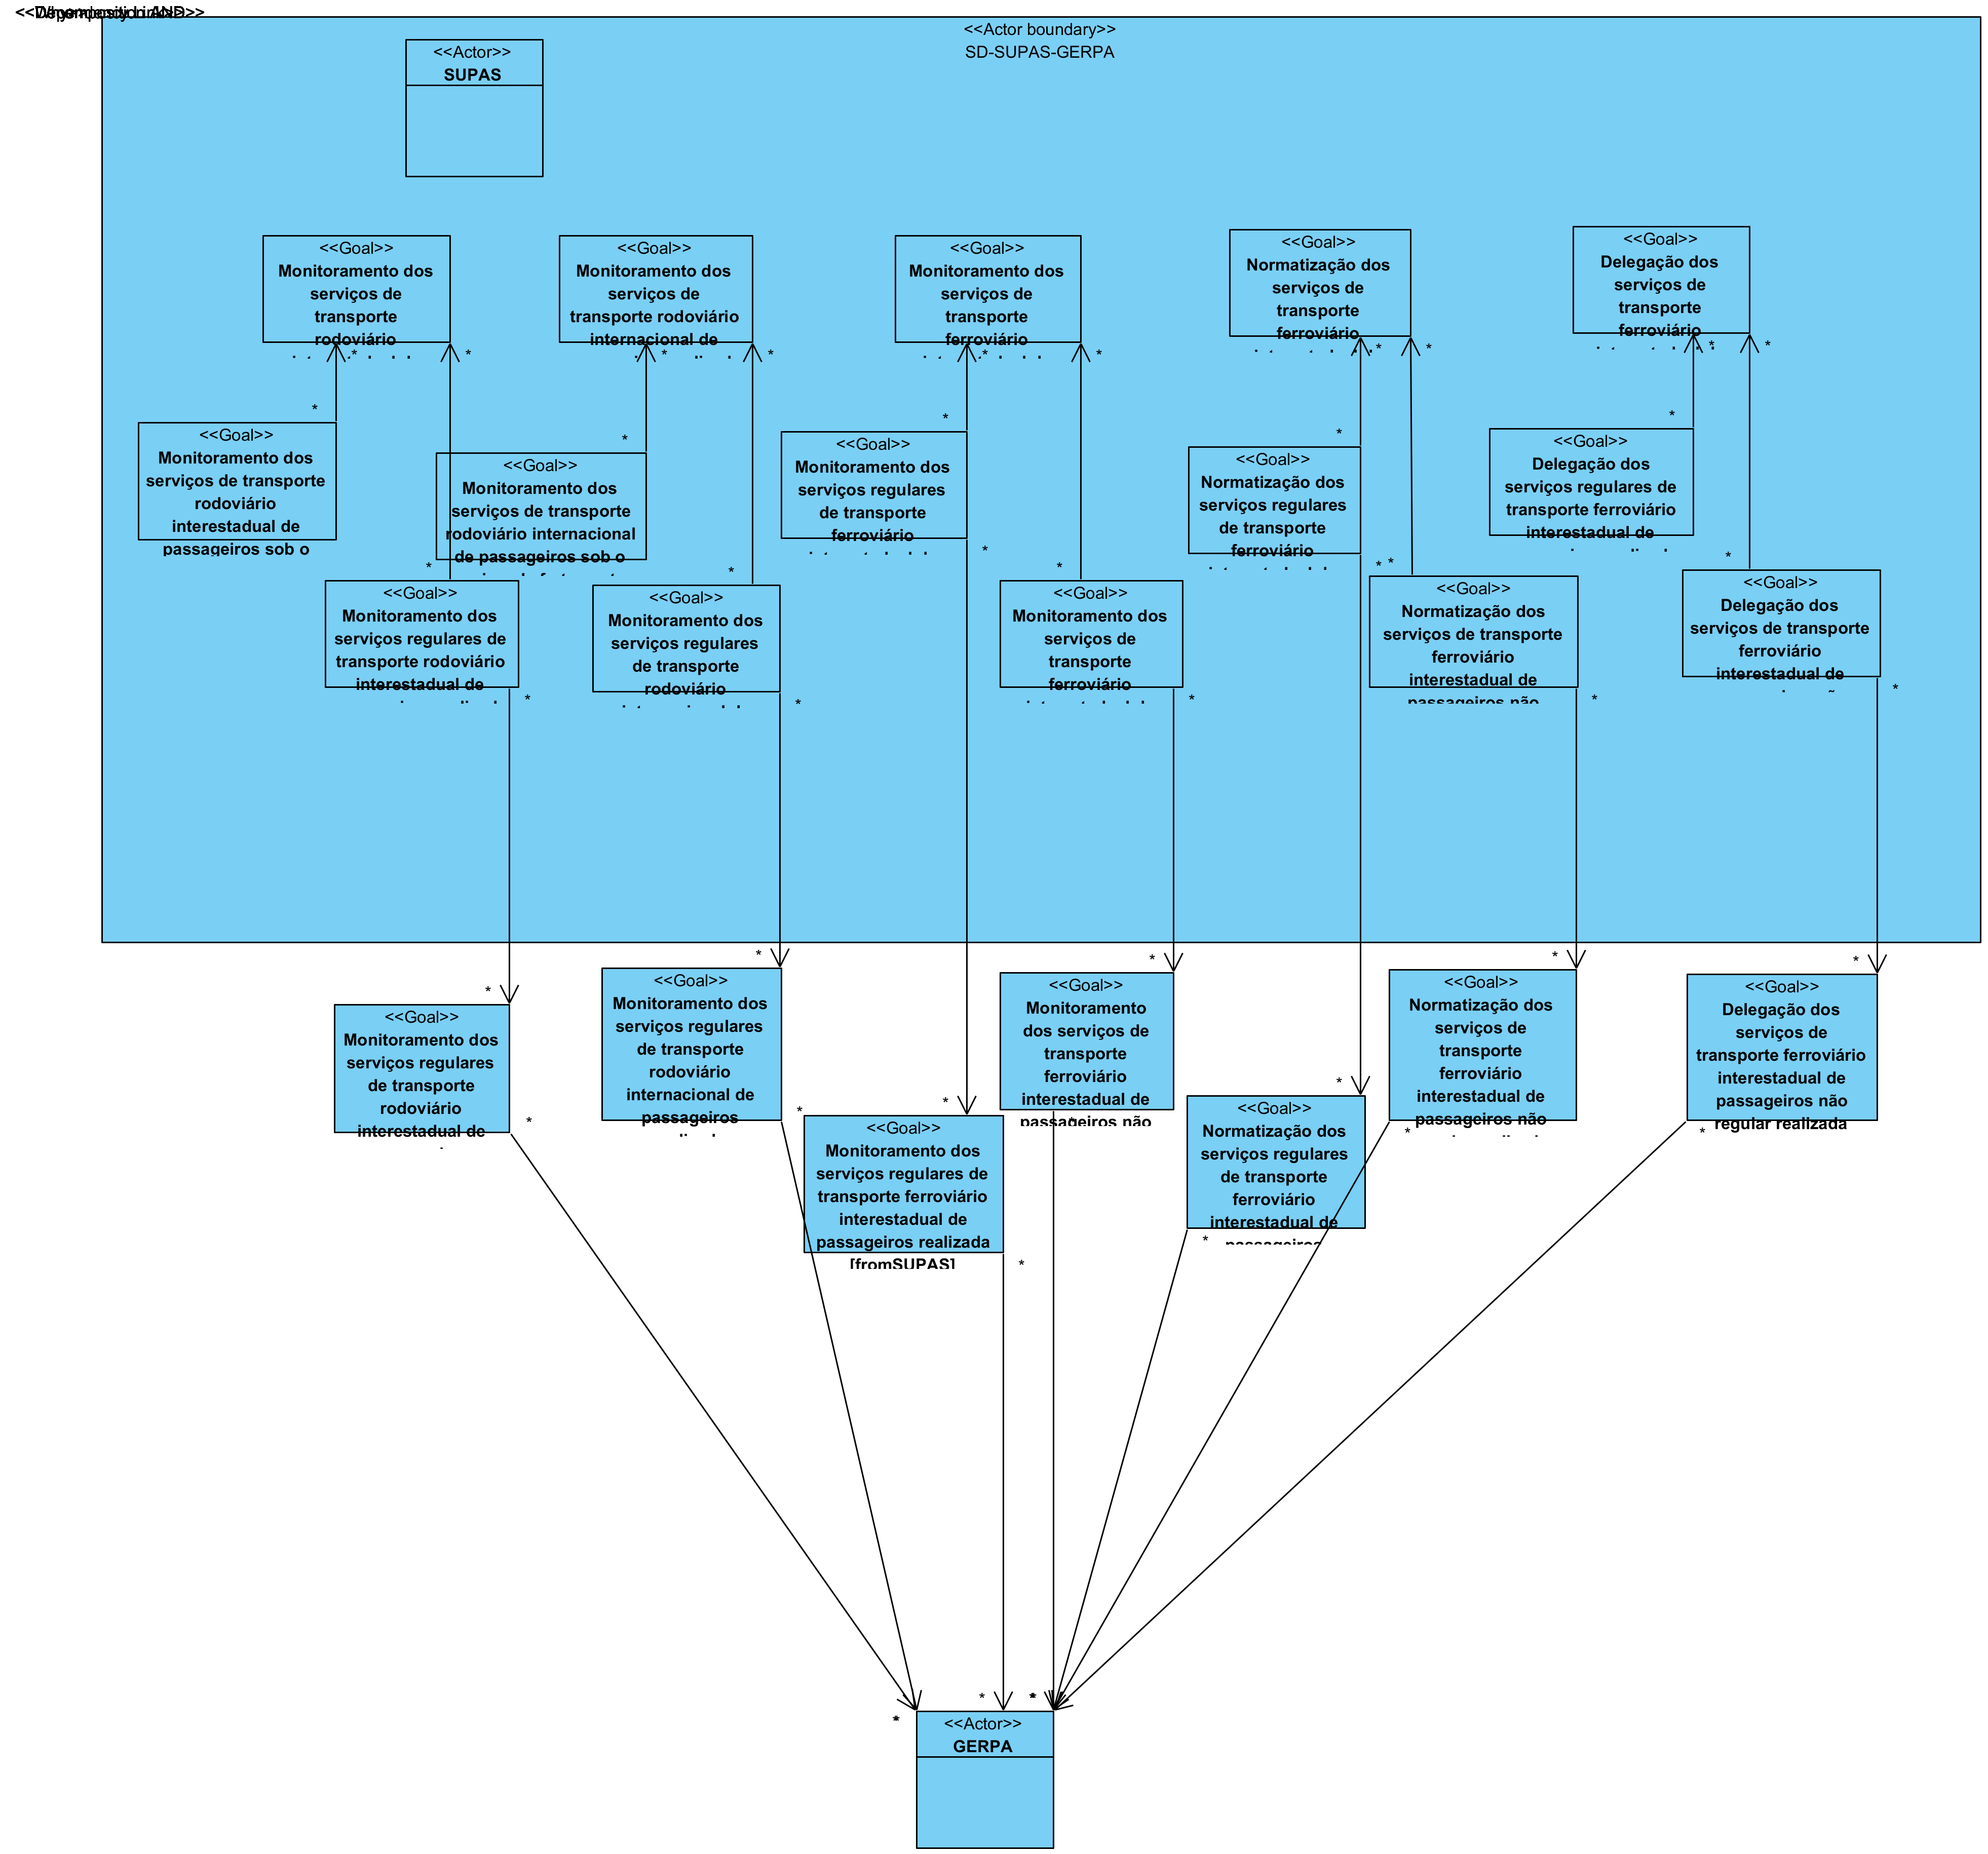 <<Actor boundary>>
SD-SUPAS-GERPA
<<Actor>>
SUPAS
<<Goal>>
Monitoramento dos
serviços de
transporte
rodoviário
<<Goal>>
Monitoramento dos
serviços de
transporte rodoviário
internacional de
<<Goal>>
Monitoramento dos
serviços de
transporte
ferroviário
<<Goal>>
Normatização dos
serviços de
transporte
ferroviário
<<Goal>>
Delegação dos
serviços de
transporte
ferroviário
<<Goal>>
Monitoramento dos
serviços de transporte
rodoviário
interestadual de
passageiros sob o
<<Goal>>
Monitoramento dos
serviços de transporte
rodoviário internacional
de passageiros sob o
<<Goal>>
Monitoramento dos
serviços regulares
de transporte
ferroviário
<<Goal>>
Normatização dos
serviços regulares
de transporte
ferroviário
<<Goal>>
Delegação dos
serviços regulares de
transporte ferroviário
interestadual de
<<Goal>>
Monitoramento dos
serviços regulares de
transporte rodoviário
interestadual de
<<Goal>>
Monitoramento dos
serviços regulares
de transporte
rodoviário
<<Goal>>
Monitoramento dos
serviços de
transporte
ferroviário
<<Goal>>
Normatização dos
serviços de transporte
ferroviário
interestadual de
passageiros não
<<Goal>>
Delegação dos
serviços de transporte
ferroviário
interestadual de
<<Goal>>
Monitoramento dos
serviços regulares
de transporte
rodoviário
interestadual de
<<Goal>>
Monitoramento dos
serviços regulares
de transporte
rodoviário
internacional de
passageiros
<<Goal>>
Monitoramento dos
serviços regulares de
transporte ferroviário
interestadual de
passageiros realizada
[fromSUPAS]
<<Goal>>
Monitoramento
dos serviços de
transporte
ferroviário
interestadual de
passageiros não
<<Goal>>
Normatização dos
serviços regulares
de transporte
ferroviário
interestadual de
passageiros
<<Goal>>
Normatização dos
serviços de
transporte
ferroviário
interestadual de
passageiros não
<<Goal>>
Delegação dos
serviços de
transporte ferroviário
interestadual de
passageiros não
regular realizada
<<Actor>>
GERPA